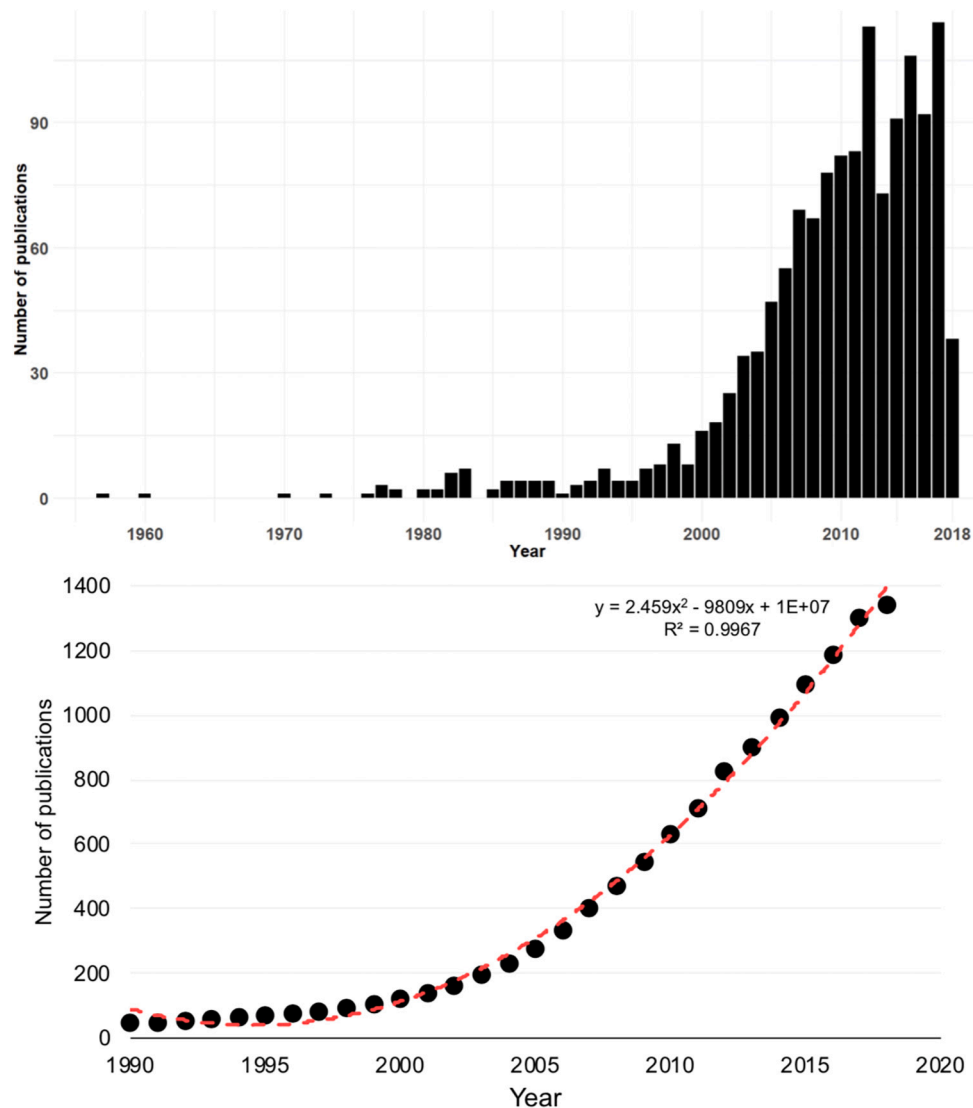 Number of publications
90
60
30
0
1960 1970 1980 1990 2000 2010 2018
Year
y = 2.459x² - 9809x + 1E+07
R² = 0.9967
Number of publications
1400
1200
1000
800
600
400
200
0
1990 1995 2000 2005 2010 2015 2020
Year